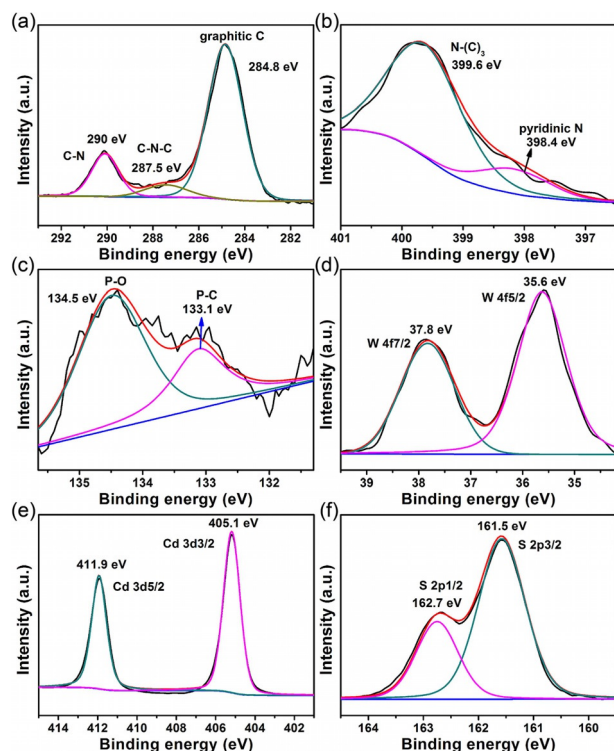 (a)
graphitic C
284.8 eV
290 eV
C-N
C-N-C
287.5 eV
Intensity (a.u.)
292 290 288 286 284 282
Binding energy (eV)
(b)
N-(C)₃
399.6 eV
pyridinic N
398.4 eV
Intensity (a.u.)
401 400 399 398 397
Binding energy (eV)
(c)
P-O
134.5 eV
P-C
133.1 eV
Intensity (a.u.)
135 134 133 132
Binding energy (eV)
(d)
35.6 eV
W 4f5/2
37.8 eV
W 4f7/2
Intensity (a.u.)
39 38 37 36 35
Binding energy (eV)
(e)
405.1 eV
Cd 3d3/2
411.9 eV
Cd 3d5/2
Intensity (a.u.)
414 412 410 408 406 404 402
Binding energy (eV)
(f)
161.5 eV
S 2p3/2
S 2p1/2
162.7 eV
Intensity (a.u.)
164 163 162 161 160
Binding energy (eV)